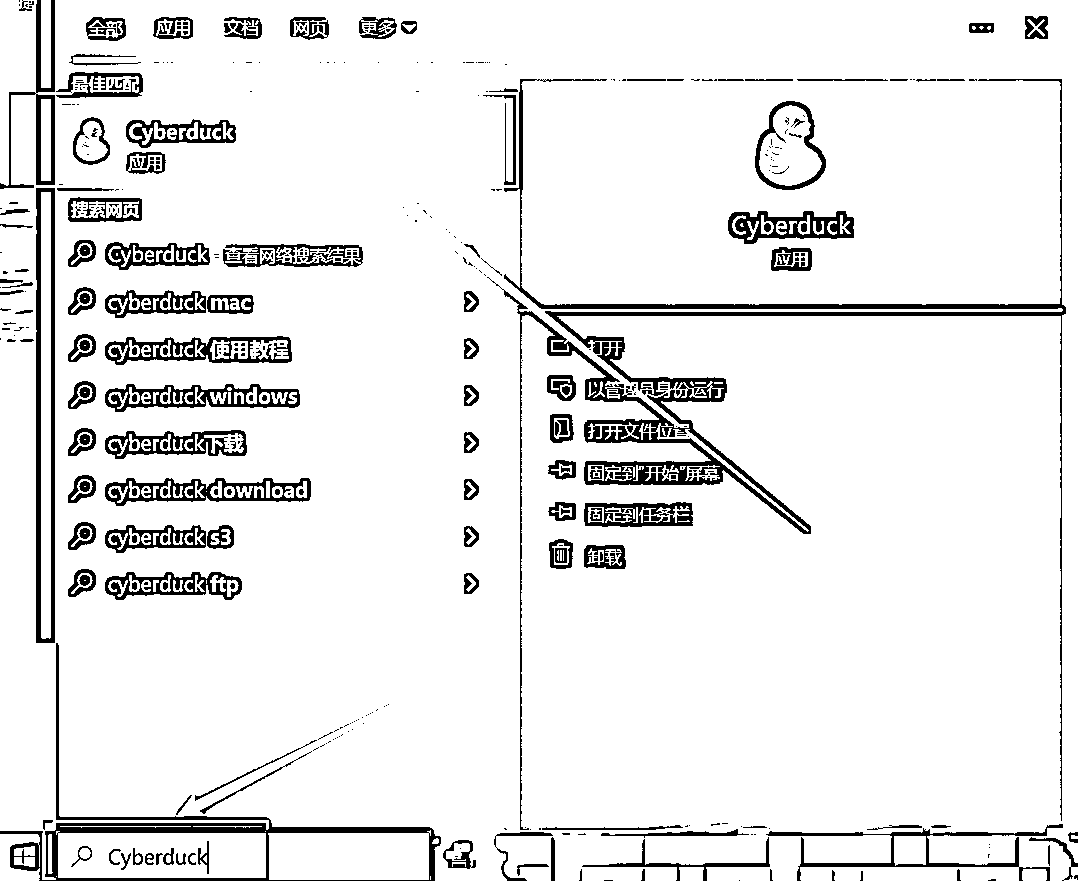 全部 应用 文档 网页 更多
最佳匹配
Cyberduck
应用
搜索网页
Cyberduck - 查看网络搜索结果
cyberduck mac
cyberduck 使用教程
cyberduck windows
cyberduck下载
cyberduck download
cyberduck s3
cyberduck ftp
Cyberduck
应用
打开
以管理员身份运行
打开文件位置
固定到"开始"屏幕
固定到任务栏
卸载
Cyberduck